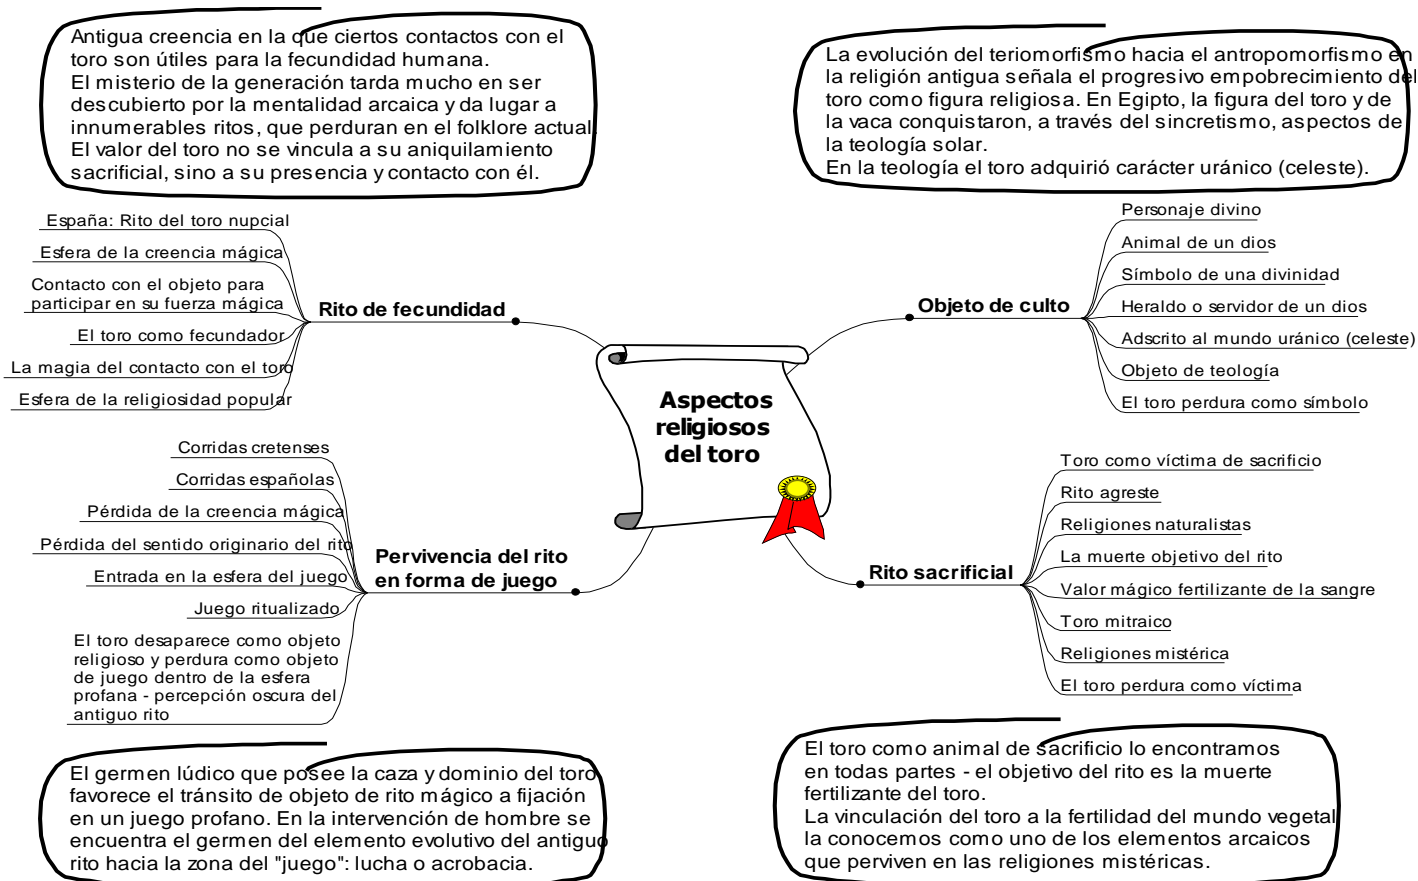 Antigua creencia en la que ciertos contactos con el
toro son útiles para la fecundidad humana.
El misterio de la generación tarda mucho en ser
descubierto por la mentalidad arcaica y da lugar a
innumerables ritos, que perduran en el folklore actual.
El valor del toro no se vincula a su aniquilamiento
sacrificial, sino a su presencia y contacto con él.
La evolución del teriomorfismo hacia el antropomorfismo en
la religión antigua señala el progresivo empobrecimiento del
toro como figura religiosa. En Egipto, la figura del toro y de
la vaca conquistaron, a través del sincretismo, aspectos de
la teología solar.
En la teología el toro adquirió carácter uránico (celeste).
España: Rito del toro nupcial
Esfera de la creencia mágica
Contacto con el objeto para
participar en su fuerza mágica
El toro como fecundador
La magia del contacto con el toro
Esfera de la religiosidad popular
Rito de fecundidad
Objeto de culto
Personaje divino
Animal de un dios
Símbolo de una divinidad
Heraldo o servidor de un dios
Adscrito al mundo uránico (celeste)
Objeto de teología
El toro perdura como símbolo
Aspectos
religiosos
del toro
Corridas cretenses
Corridas españolas
Pérdida de la creencia mágica
Pérdida del sentido originario del rito
Entrada en la esfera del juego
Juego ritualizado
El toro desaparece como objeto
religioso y perdura como objeto
de juego dentro de la esfera
profana - percepción oscura del
antiguo rito
Pervivencia del rito
en forma de juego
Rito sacrificial
Toro como víctima de sacrificio
Rito agreste
Religiones naturalistas
La muerte objetivo del rito
Valor mágico fertilizante de la sangre
Toro mitraico
Religiones mistérica
El toro perdura como víctima
El germen lúdico que posee la caza y dominio del toro
favorece el tránsito de objeto de rito mágico a fijación
en un juego profano. En la intervención de hombre se
encuentra el germen del elemento evolutivo del antiguo
rito hacia la zona del "juego": lucha o acrobacia.
El toro como animal de sacrificio lo encontramos
en todas partes - el objetivo del rito es la muerte
fertilizante del toro.
La vinculación del toro a la fertilidad del mundo vegetal
la conocemos como uno de los elementos arcaicos
que perviven en las religiones mistéricas.